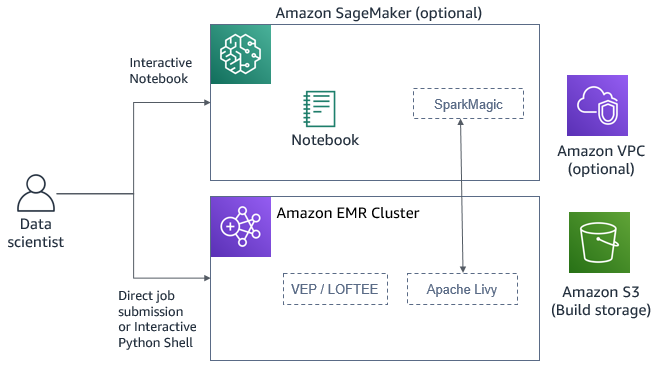 Amazon SageMaker (optional)
Interactive
Notebook
SparkMagic
Notebook
Amazon VPC
(optional)
Data
scientist
Amazon EMR Cluster
VEP / LOFTEE
Apache Livy
Amazon S3
(Build storage)
Direct job
submission
or Interactive
Python Shell